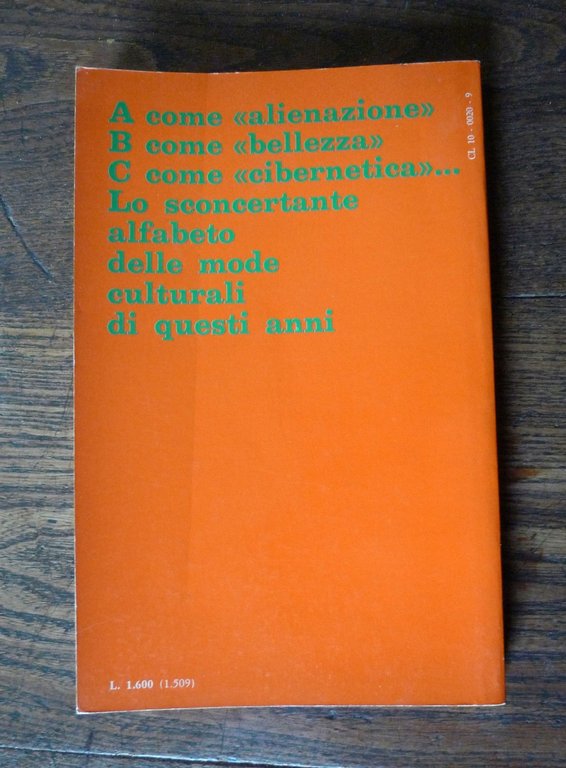 A come «alienazione»
B come «bellezza»
C come «cibernetica»...
Lo sconcertante
alfabeto
delle mode
culturali
di questi anni
CL 10 - 0020 - 9
L. 1.600 (1.509)